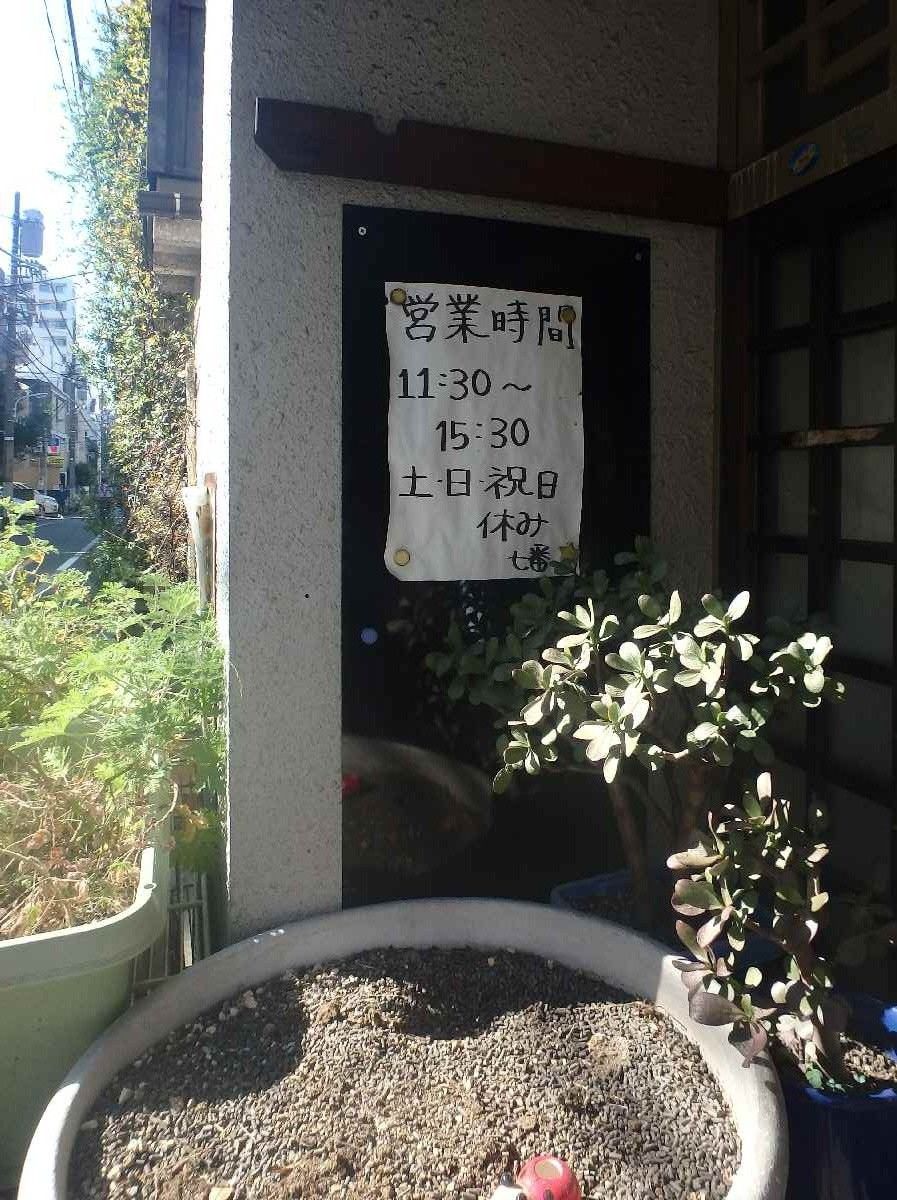 営業時間
11:30～
15:30
土・日・祝日
休み
七番